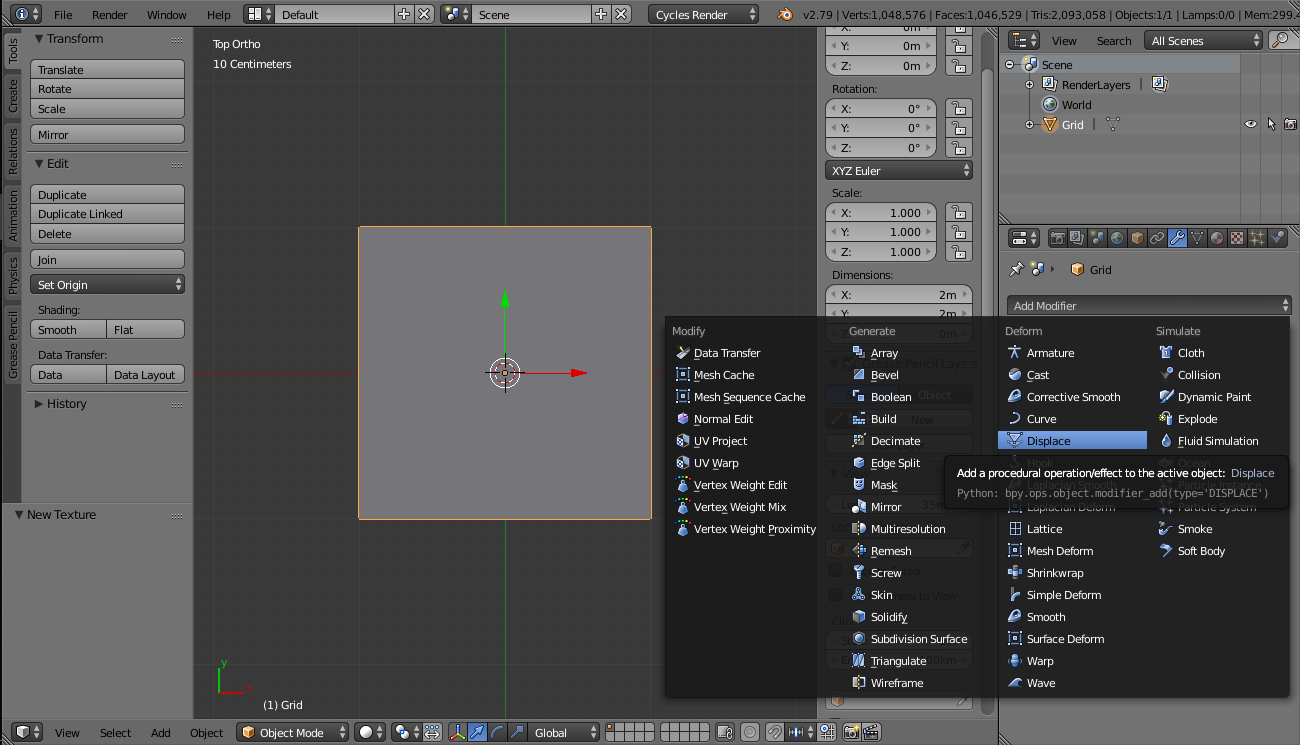 File Render Window Help Default Scene Cycles Render v2.79 | Verts:1,048,576 | Faces:1,046,529 | Tris:2,093,058 | Objects:1/1 | Lamps:0/0 | Mem:299.
Tools
Create
Relations
Animation
Physics
Grease Pencil
Transform
Translate
Rotate
Scale
Mirror
Edit
Duplicate
Duplicate Linked
Delete
Join
Set Origin
Shading:
Smooth Flat
Data Transfer:
Data Data Layout
History
New Texture
Top Ortho
10 Centimeters
y
x
(1) Grid
X: 0m
Y: 0m
Z: 0m
Rotation:
X: 0°
Y: 0°
Z: 0°
XYZ Euler
Scale:
X: 1.000
Y: 1.000
Z: 1.000
Dimensions:
X: 2m
Y: 2m
View Search All Scenes
Scene
RenderLayers |
World
Grid |
Grid
Add Modifier
Modify
Data Transfer
Mesh Cache
Mesh Sequence Cache
Normal Edit
UV Project
UV Warp
Vertex Weight Edit
Vertex Weight Mix
Vertex Weight Proximity
Generate
Array
Bevel
Boolean
Build
Decimate
Edge Split
Mask
Mirror
Multiresolution
Remesh
Screw
Skin
Solidify
Subdivision Surface
Triangulate
Wireframe
Deform
Armature
Cast
Corrective Smooth
Curve
Displace
Hook
Laplacian Smooth
Laplacian Deform
Lattice
Mesh Deform
Shrinkwrap
Simple Deform
Smooth
Surface Deform
Warp
Wave
Simulate
Cloth
Collision
Dynamic Paint
Explode
Fluid Simulation
Ocean
Particle Instance
Particle System
Smoke
Soft Body
Add a procedural operation/effect to the active object: Displace
Python: bpy.ops.object.modifier_add(type='DISPLACE')
View Select Add Object Object Mode Global